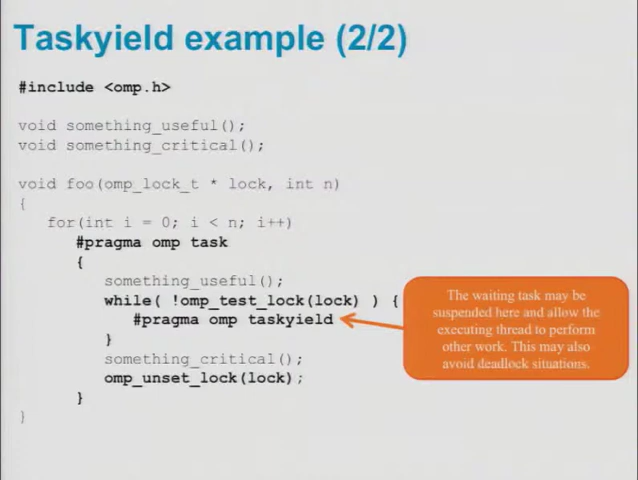 Taskyield example (2/2)
#include <omp.h>
void something_useful();
void something_critical();
void foo(omp_lock_t * lock, int n)
{
for(int i = 0; i < n; i++)
#pragma omp task
{
something_useful();
while( !omp_test_lock(lock) ) {
#pragma omp taskyield
}
something_critical();
omp_unset_lock(lock);
}
}
The waiting task may be
suspended here and allow the
executing thread to perform
other work. This may also
avoid deadlock situations.